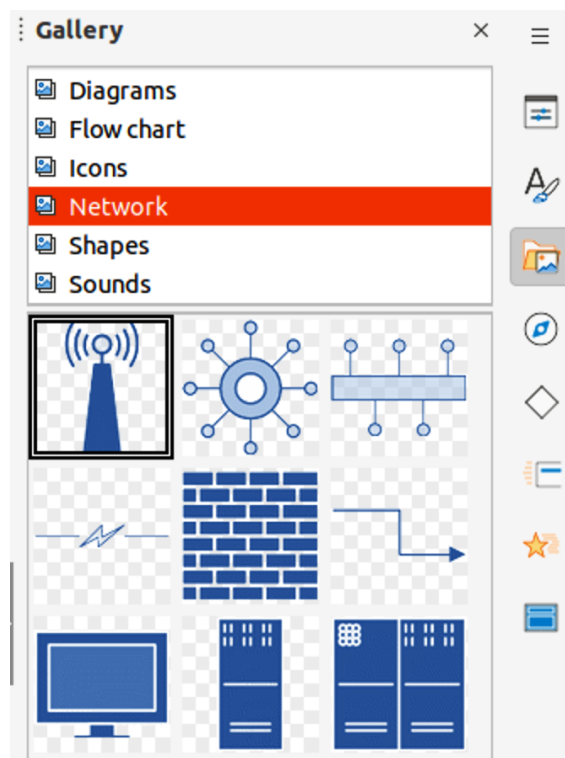 Gallery
Diagrams
Flow chart
Icons
Network
Shapes
Sounds